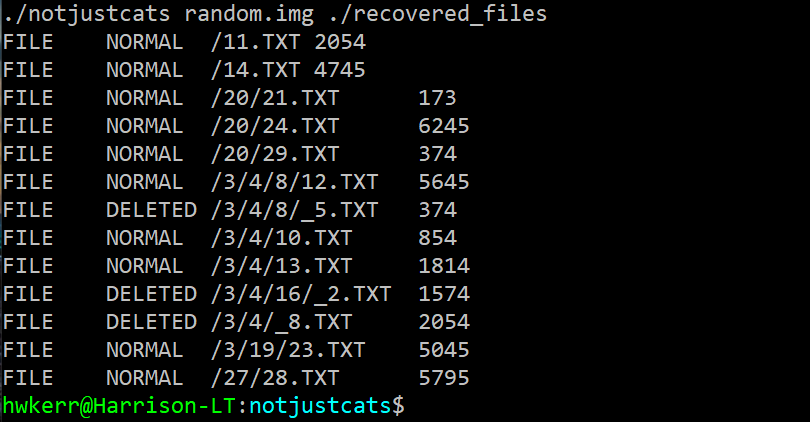 ./notjustcats random.img ./recovered_files
FILE    NORMAL  /11.TXT 2054
FILE    NORMAL  /14.TXT 4745
FILE    NORMAL  /20/21.TXT      173
FILE    NORMAL  /20/24.TXT      6245
FILE    NORMAL  /20/29.TXT      374
FILE    NORMAL  /3/4/8/12.TXT   5645
FILE    DELETED /3/4/8/_5.TXT   374
FILE    NORMAL  /3/4/10.TXT     854
FILE    NORMAL  /3/4/13.TXT     1814
FILE    DELETED /3/4/16/_2.TXT  1574
FILE    DELETED /3/4/_8.TXT     2054
FILE    NORMAL  /3/19/23.TXT    5045
FILE    NORMAL  /27/28.TXT      5795
hwkerr@Harrison-LT:notjustcats$